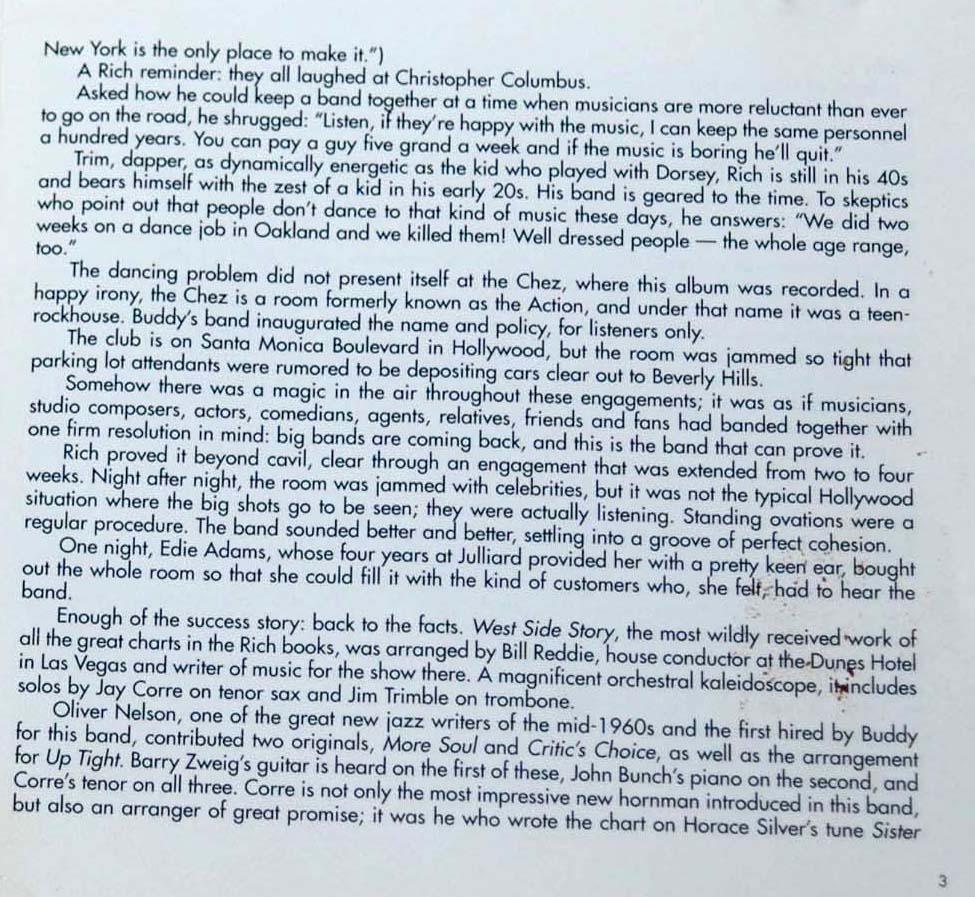 New York is the only place to make it.")
A Rich reminder: they all laughed at Christopher Columbus.
Asked how he could keep a band together at a time when musicians are more reluctant than ever
to go on the road, he shrugged: "Listen, if they're happy with the music, I can keep the same personnel
a hundred years. You can pay a guy five grand a week and if the music is boring he'll quit."
Trim, dapper, as dynamically energetic as the kid who played with Dorsey, Rich is still in his 40s
and bears himself with the zest of a kid in his early 20s. His band is geared to the time. To skeptics
who point out that people don't dance to that kind of music these days, he answers: "We did two
weeks on a dance job in Oakland and we killed them! Well dressed people — the whole age range,
too."
The dancing problem did not present itself at the Chez, where this album was recorded. In a
happy irony, the Chez is a room formerly known as the Action, and under that name it was a teen-
rockhouse. Buddy's band inaugurated the name and policy, for listeners only.
The club is on Santa Monica Boulevard in Hollywood, but the room was jammed so tight that
parking lot attendants were rumored to be depositing cars clear out to Beverly Hills.
Somehow there was a magic in the air throughout these engagements; it was as if musicians,
studio composers, actors, comedians, agents, relatives, friends and fans had banded together with
one firm resolution in mind: big bands are coming back, and this is the band that can prove it.
Rich proved it beyond cavil, clear through an engagement that was extended from two to four
weeks. Night after night, the room was jammed with celebrities, but it was not the typical Hollywood
situation where the big shots go to be seen; they were actually listening. Standing ovations were a
regular procedure. The band sounded better and better, settling into a groove of perfect cohesion.
One night, Edie Adams, whose four years at Julliard provided her with a pretty keen ear, bought
out the whole room so that she could fill it with the kind of customers who, she felt, had to hear the
band.
Enough of the success story: back to the facts. West Side Story, the most wildly received work of
all the great charts in the Rich books, was arranged by Bill Reddie, house conductor at the Dunes Hotel
in Las Vegas and writer of music for the show there. A magnificent orchestral kaleidoscope, it includes
solos by Jay Corre on tenor sax and Jim Trimble on trombone.
Oliver Nelson, one of the great new jazz writers of the mid-1960s and the first hired by Buddy
for this band, contributed two originals, More Soul and Critic's Choice, as well as the arrangement
for Up Tight. Barry Zweig's guitar is heard on the first of these, John Bunch's piano on the second, and
Corre's tenor on all three. Corre is not only the most impressive new hornman introduced in this band,
but also an arranger of great promise; it was he who wrote the chart on Horace Silver's tune Sister
3